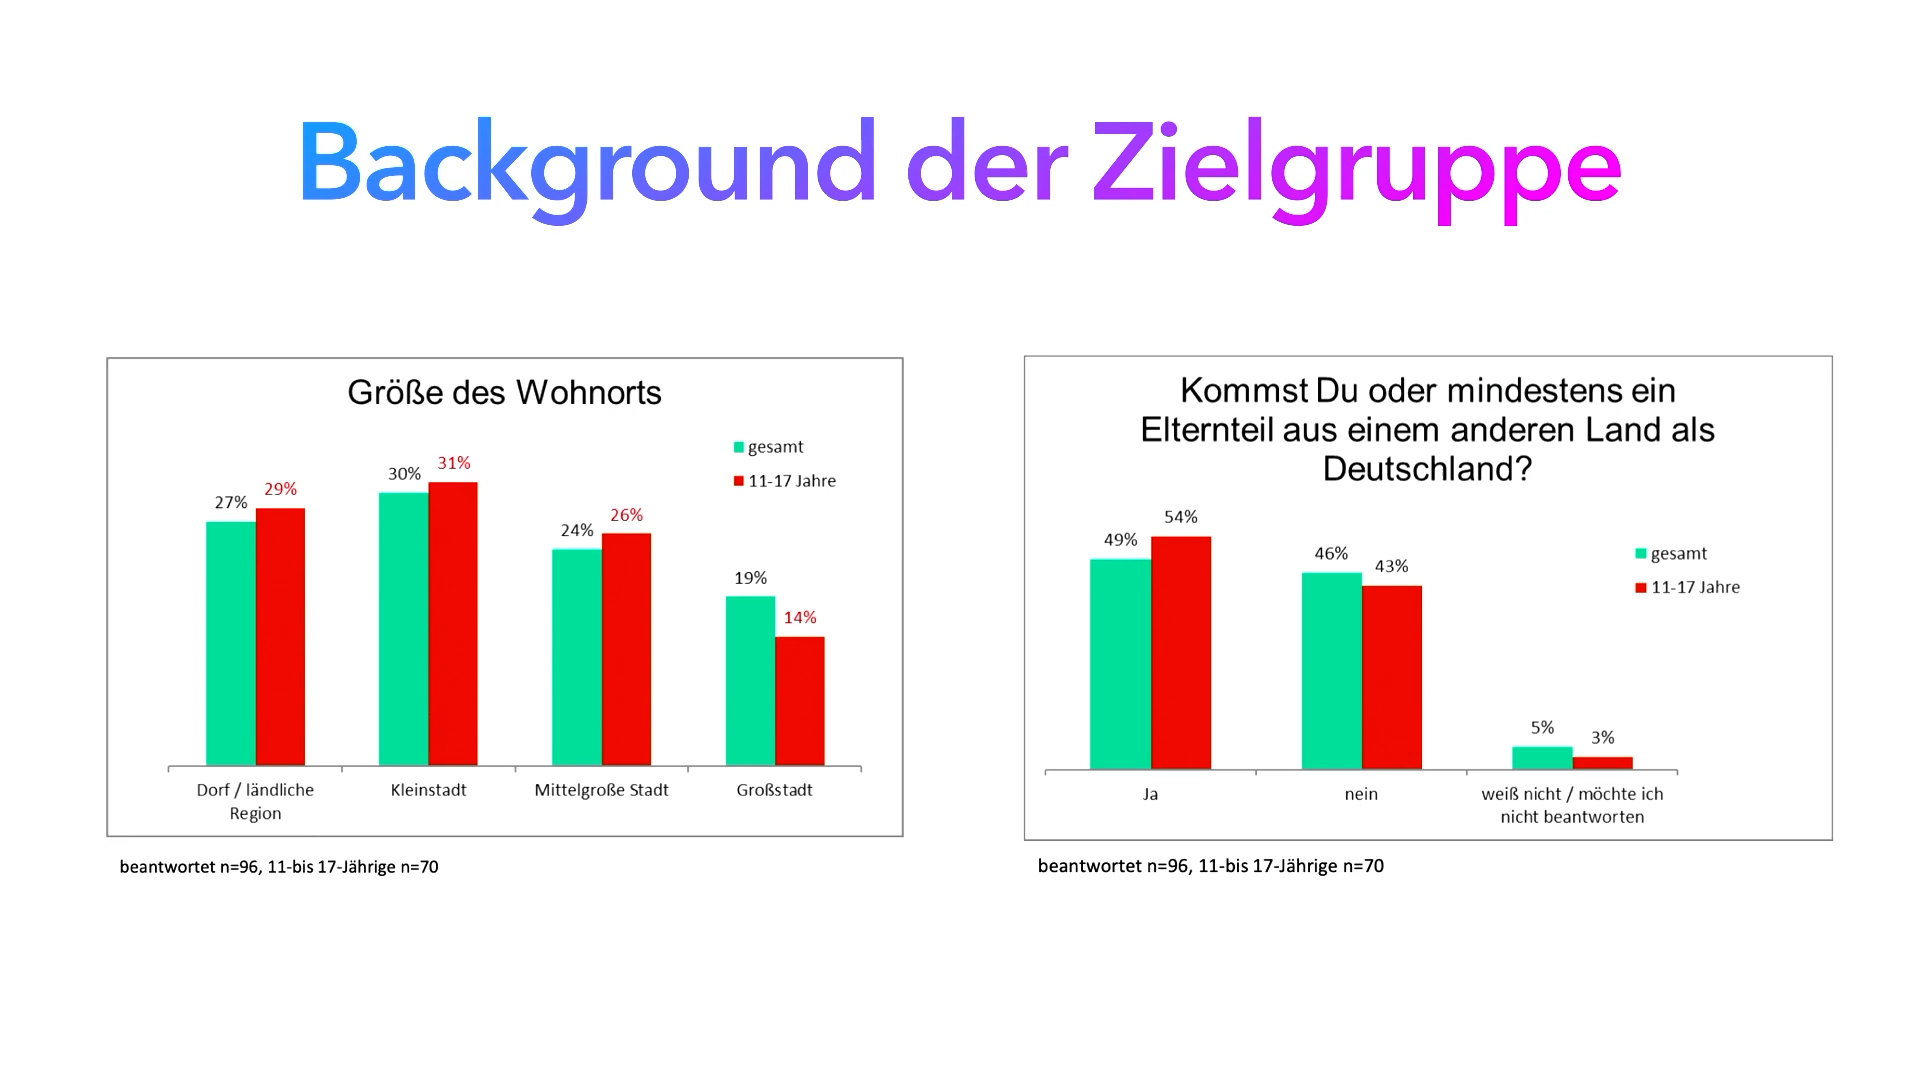 Background der Zielgruppe
Größe des Wohnorts
gesamt
11-17 Jahre
27%
29%
30%
31%
24%
26%
19%
14%
Dorf / ländliche
Region
Kleinstadt
Mittelgroße Stadt
Großstadt
beantwortet n=96, 11-bis 17-Jährige n=70
Kommst Du oder mindestens ein
Elternteil aus einem anderen Land als
Deutschland?
gesamt
11-17 Jahre
49%
54%
46%
43%
5%
3%
Ja
nein
weiß nicht / möchte ich
nicht beantworten
beantwortet n=96, 11-bis 17-Jährige n=70